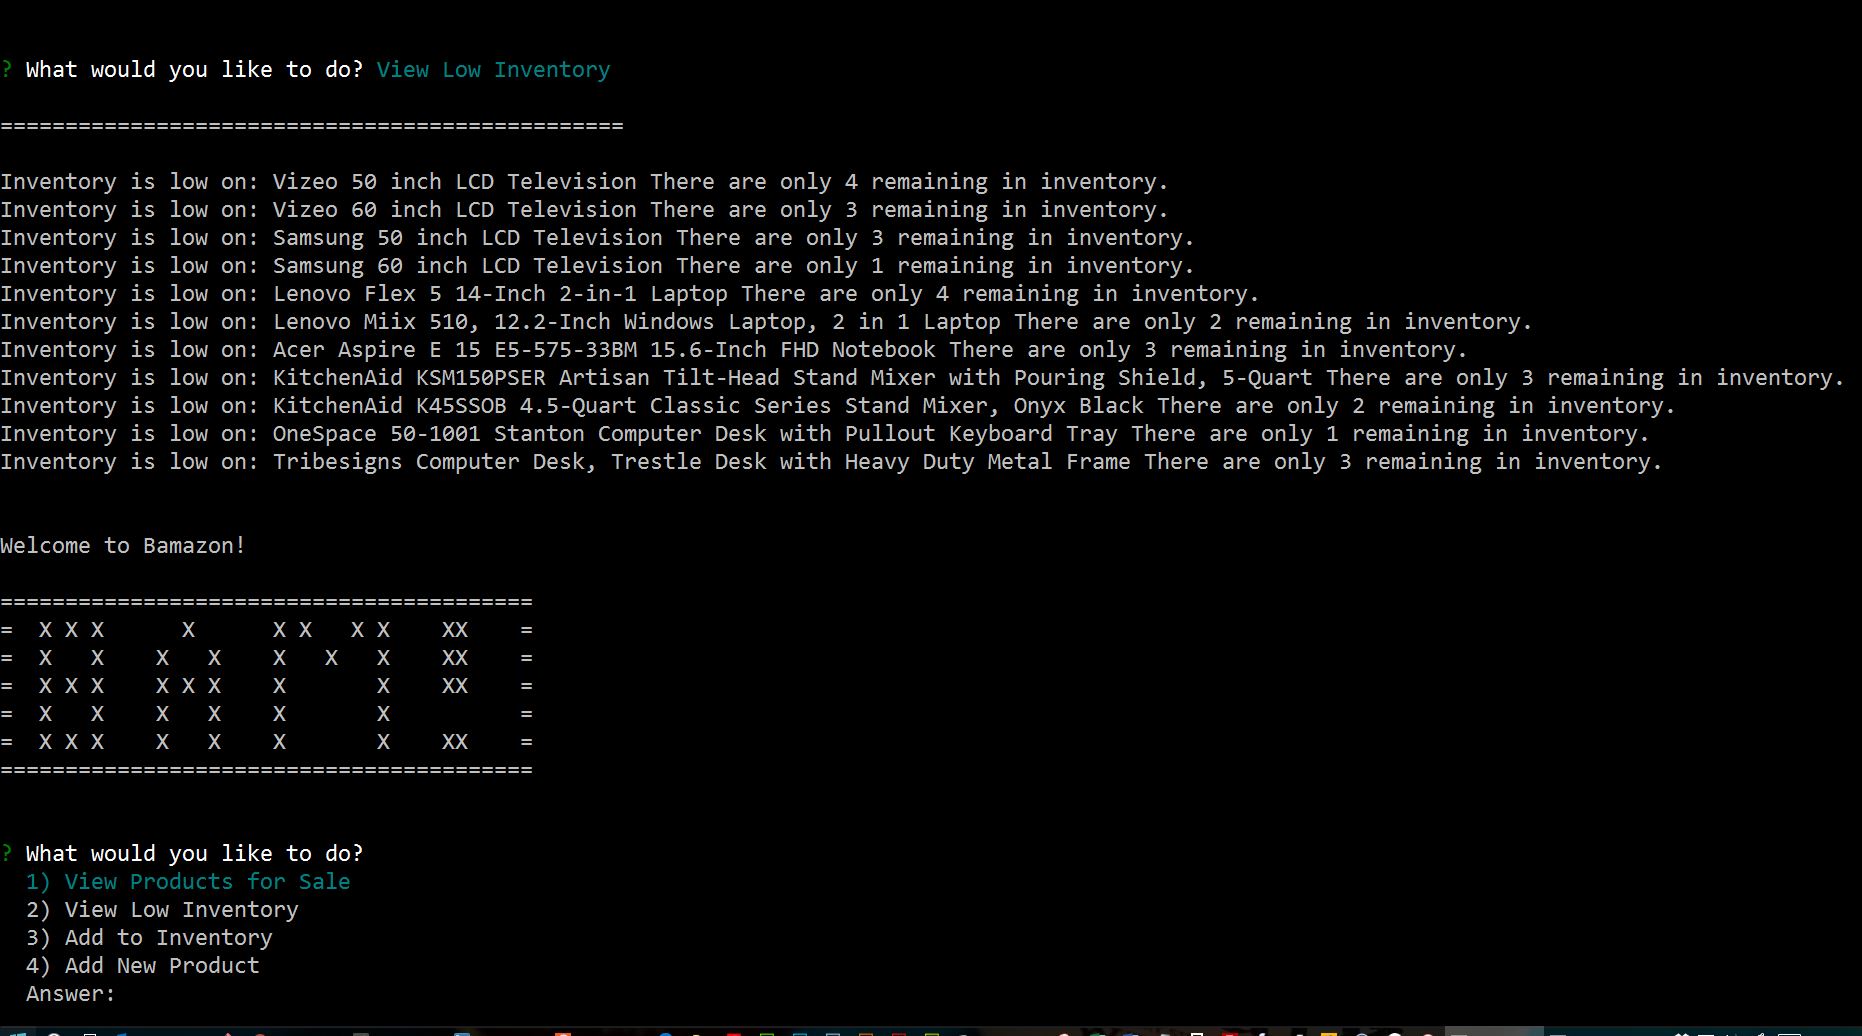 ? What would you like to do? View Low Inventory
================================================
Inventory is low on: Vizeo 50 inch LCD Television There are only 4 remaining in inventory.
Inventory is low on: Vizeo 60 inch LCD Television There are only 3 remaining in inventory.
Inventory is low on: Samsung 50 inch LCD Television There are only 3 remaining in inventory.
Inventory is low on: Samsung 60 inch LCD Television There are only 1 remaining in inventory.
Inventory is low on: Lenovo Flex 5 14-Inch 2-in-1 Laptop There are only 4 remaining in inventory.
Inventory is low on: Lenovo Miix 510, 12.2-Inch Windows Laptop, 2 in 1 Laptop There are only 2 remaining in inventory.
Inventory is low on: Acer Aspire E 15 E5-575-33BM 15.6-Inch FHD Notebook There are only 3 remaining in inventory.
Inventory is low on: KitchenAid KSM150PSER Artisan Tilt-Head Stand Mixer with Pouring Shield, 5-Quart There are only 3 remaining in inventory.
Inventory is low on: KitchenAid K45SSOB 4.5-Quart Classic Series Stand Mixer, Onyx Black There are only 2 remaining in inventory.
Inventory is low on: OneSpace 50-1001 Stanton Computer Desk with Pullout Keyboard Tray There are only 1 remaining in inventory.
Inventory is low on: Tribesigns Computer Desk, Trestle Desk with Heavy Duty Metal Frame There are only 3 remaining in inventory.
Welcome to Bamazon!
=========================================
=  X X X      X      X X   X X    XX    =
=  X   X    X   X    X   X   X    XX    =
=  X X X    X X X    X       X    XX    =
=  X   X    X   X    X       X          =
=  X X X    X   X    X       X    XX    =
=========================================
? What would you like to do?
1) View Products for Sale
2) View Low Inventory
3) Add to Inventory
4) Add New Product
Answer: